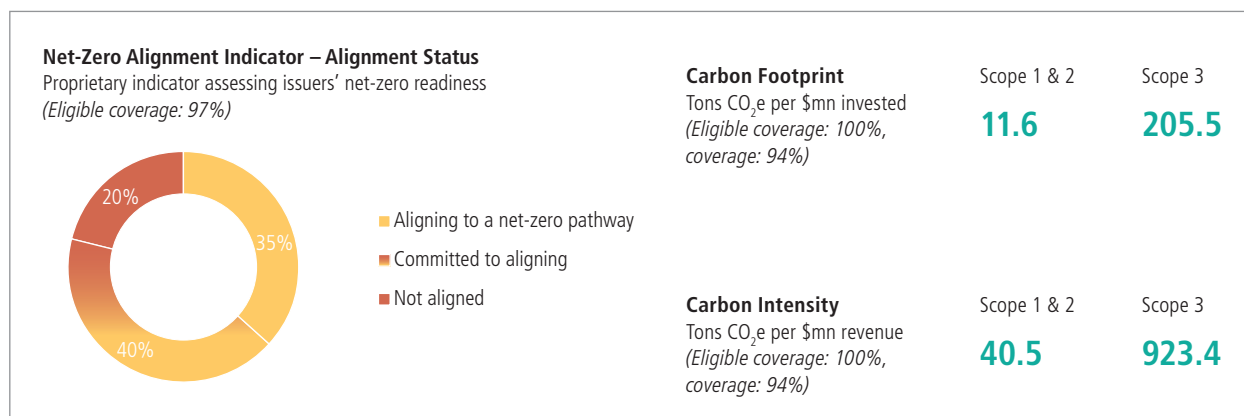 Net-Zero Alignment Indicator – Alignment Status
Proprietary indicator assessing issuers' net-zero readiness
(Eligible coverage: 97%)
20%
35%
40%
Aligning to a net-zero pathway
Committed to aligning
Not aligned
Carbon Footprint
Tons CO₂e per $mn invested
(Eligible coverage: 100%,
coverage: 94%)
Scope 1 & 2
Scope 3
11.6
205.5
Carbon Intensity
Tons CO₂e per $mn revenue
(Eligible coverage: 100%,
coverage: 94%)
Scope 1 & 2
Scope 3
40.5
923.4